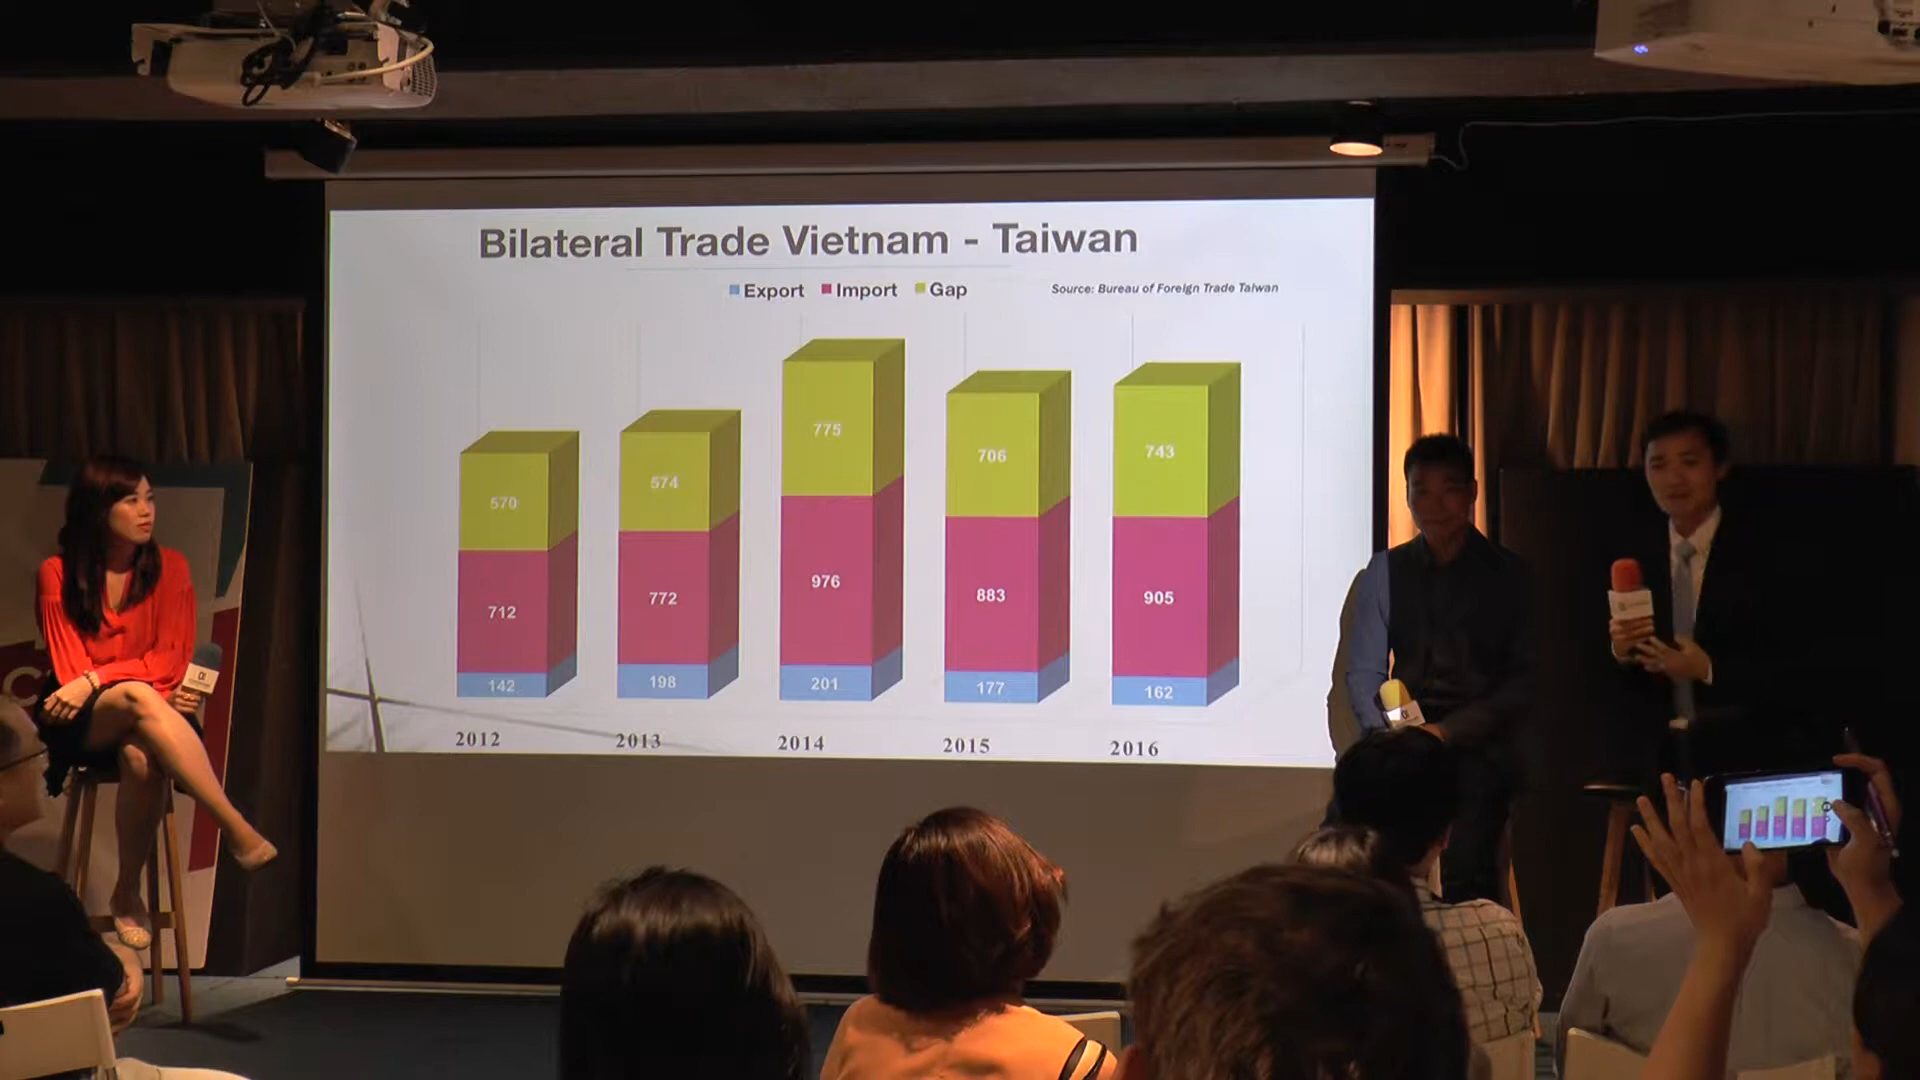 Bilateral Trade Vietnam - Taiwan
Export Import Gap
Source: Bureau of Foreign Trade Taiwan
570 574 775 706 743
712 772 976 883 905
142 198 201 177 162
2012 2013 2014 2015 2016